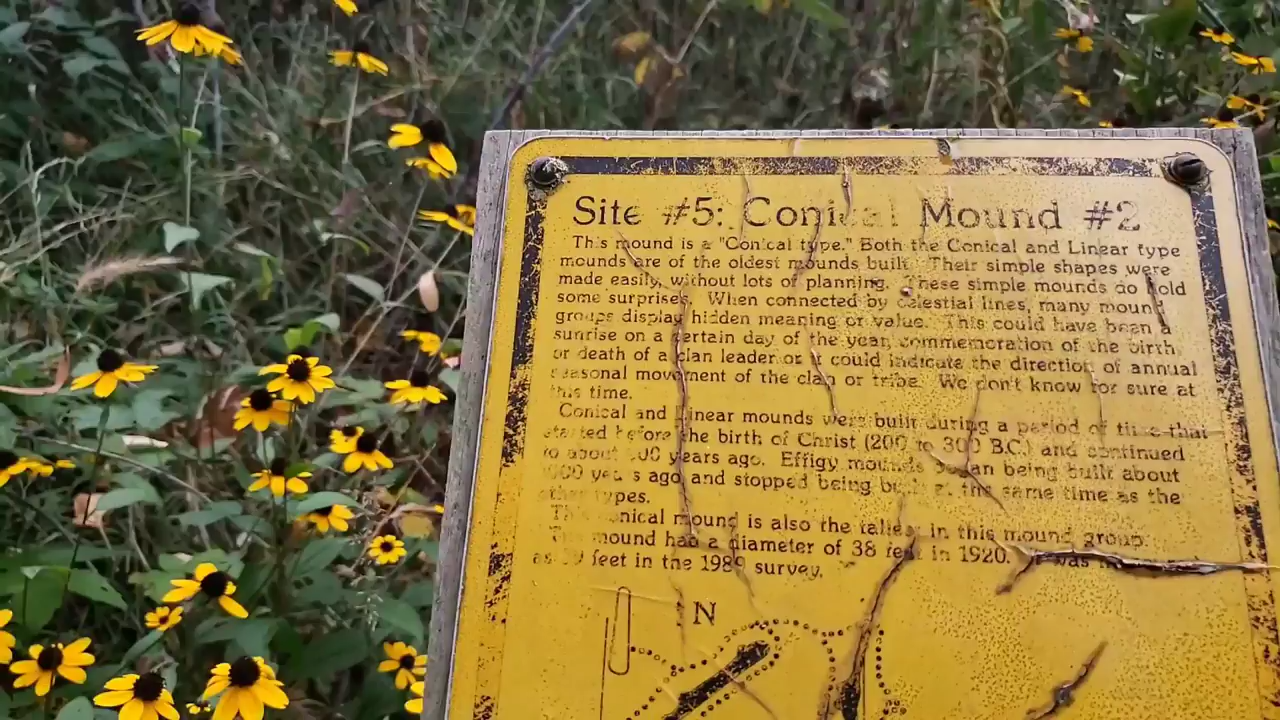 Site #5: Conical Mound #2
This mound is a "Conical type." Both the Conical and Linear type
mounds are of the oldest mounds built. Their simple shapes were
made easily, without lots of planning. These simple mounds do hold
some surprises. When connected by celestial lines, many mound
groups display hidden meaning or value. This could have been a
sunrise on a certain day of the year, commemoration of the birth
or death of a clan leader or it could indicate the direction of annual
seasonal movement of the clan or tribe. We don't know for sure at
this time.
Conical and Linear mounds were built during a period of time that
started before the birth of Christ (200 to 300 B.C.) and continued
to about years ago. Effigy mounds began being built about
years ago and stopped being built at the same time as the
other types.
This conical mound is also the tallest in this mound group.
The mound had a diameter of 38 feet in 1920. It was
as feet in the 1989 survey.
N